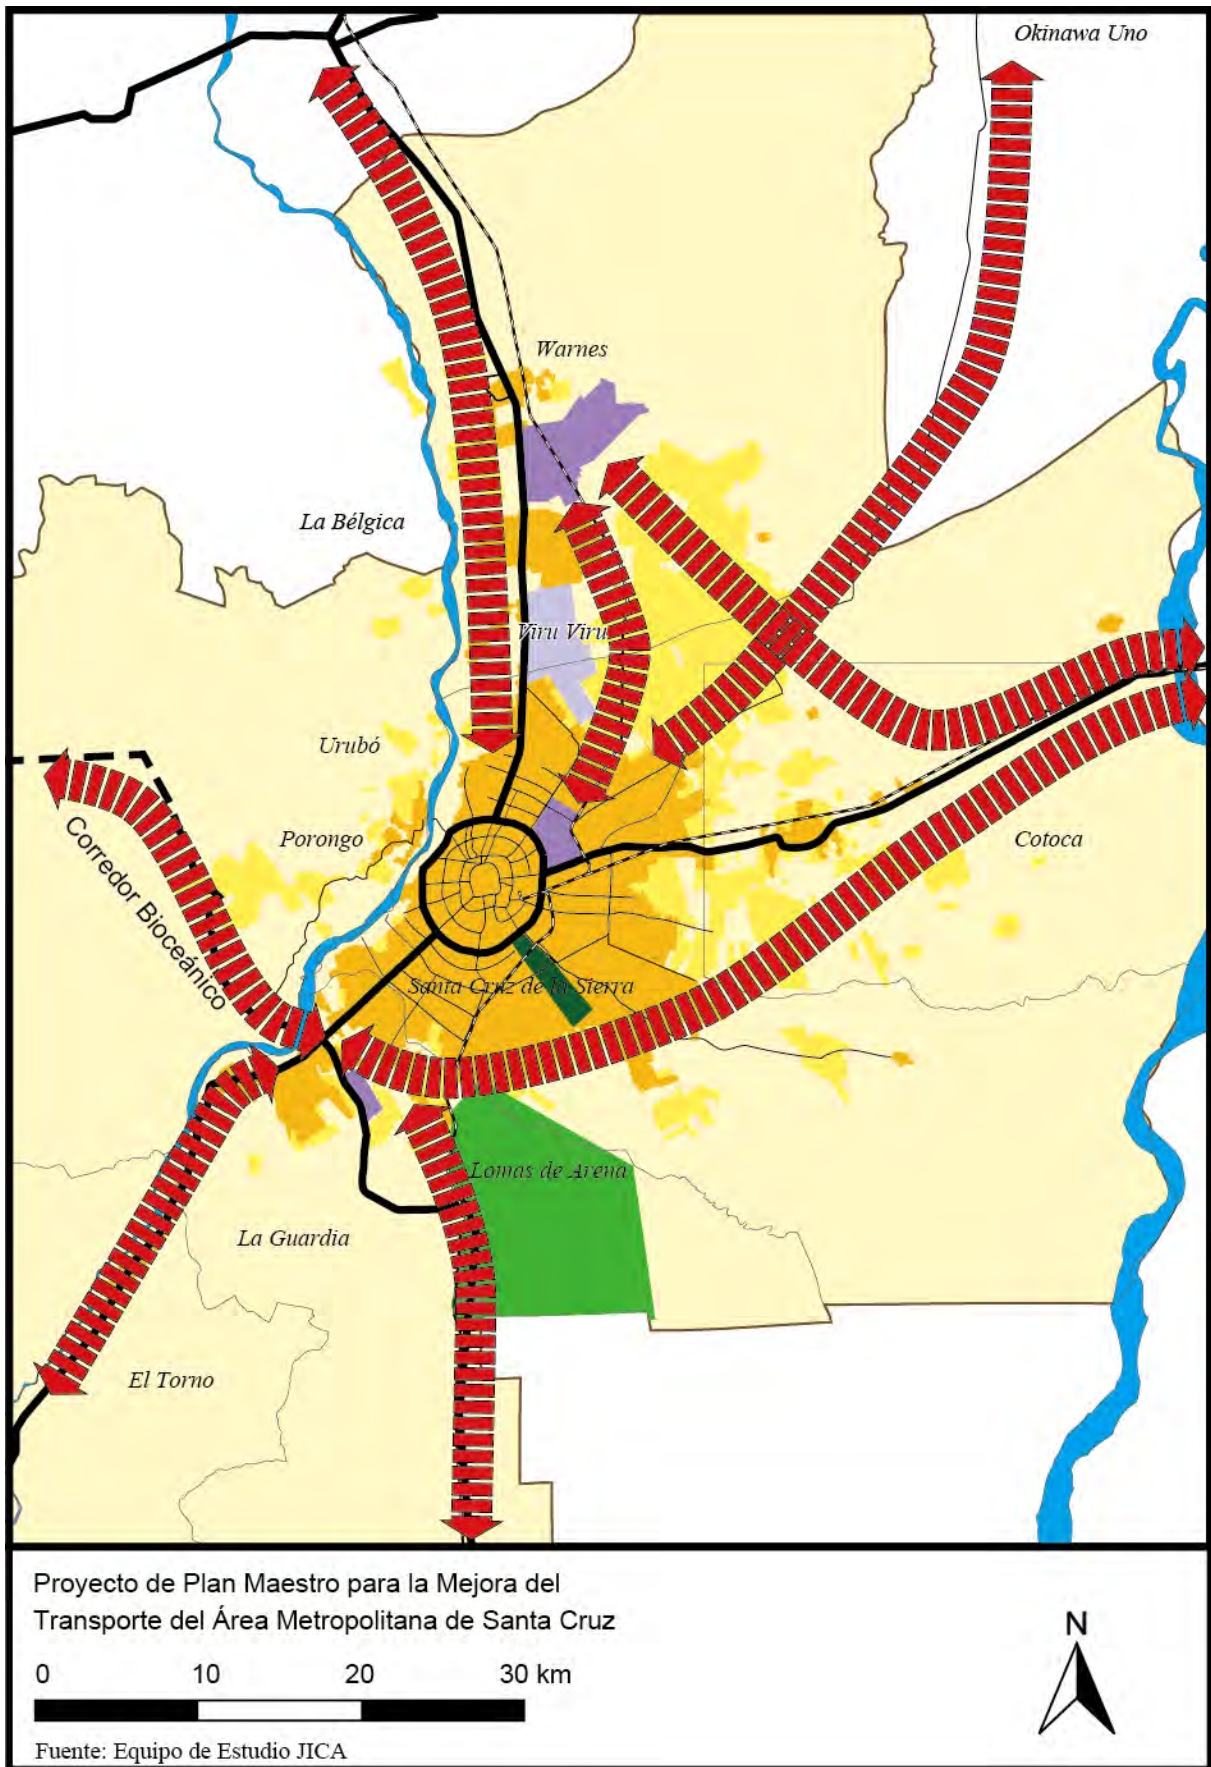 Okinawa Uno
Warnes
La Bélgica
Viru Viru
Urubó
Porongo
Cotoca
Corredor Bioceánico
Santa Cruz de la Sierra
Lomas de Arena
La Guardia
El Torno
Proyecto de Plan Maestro para la Mejora del
Transporte del Área Metropolitana de Santa Cruz
N
0 10 20 30 km
Fuente: Equipo de Estudio JICA